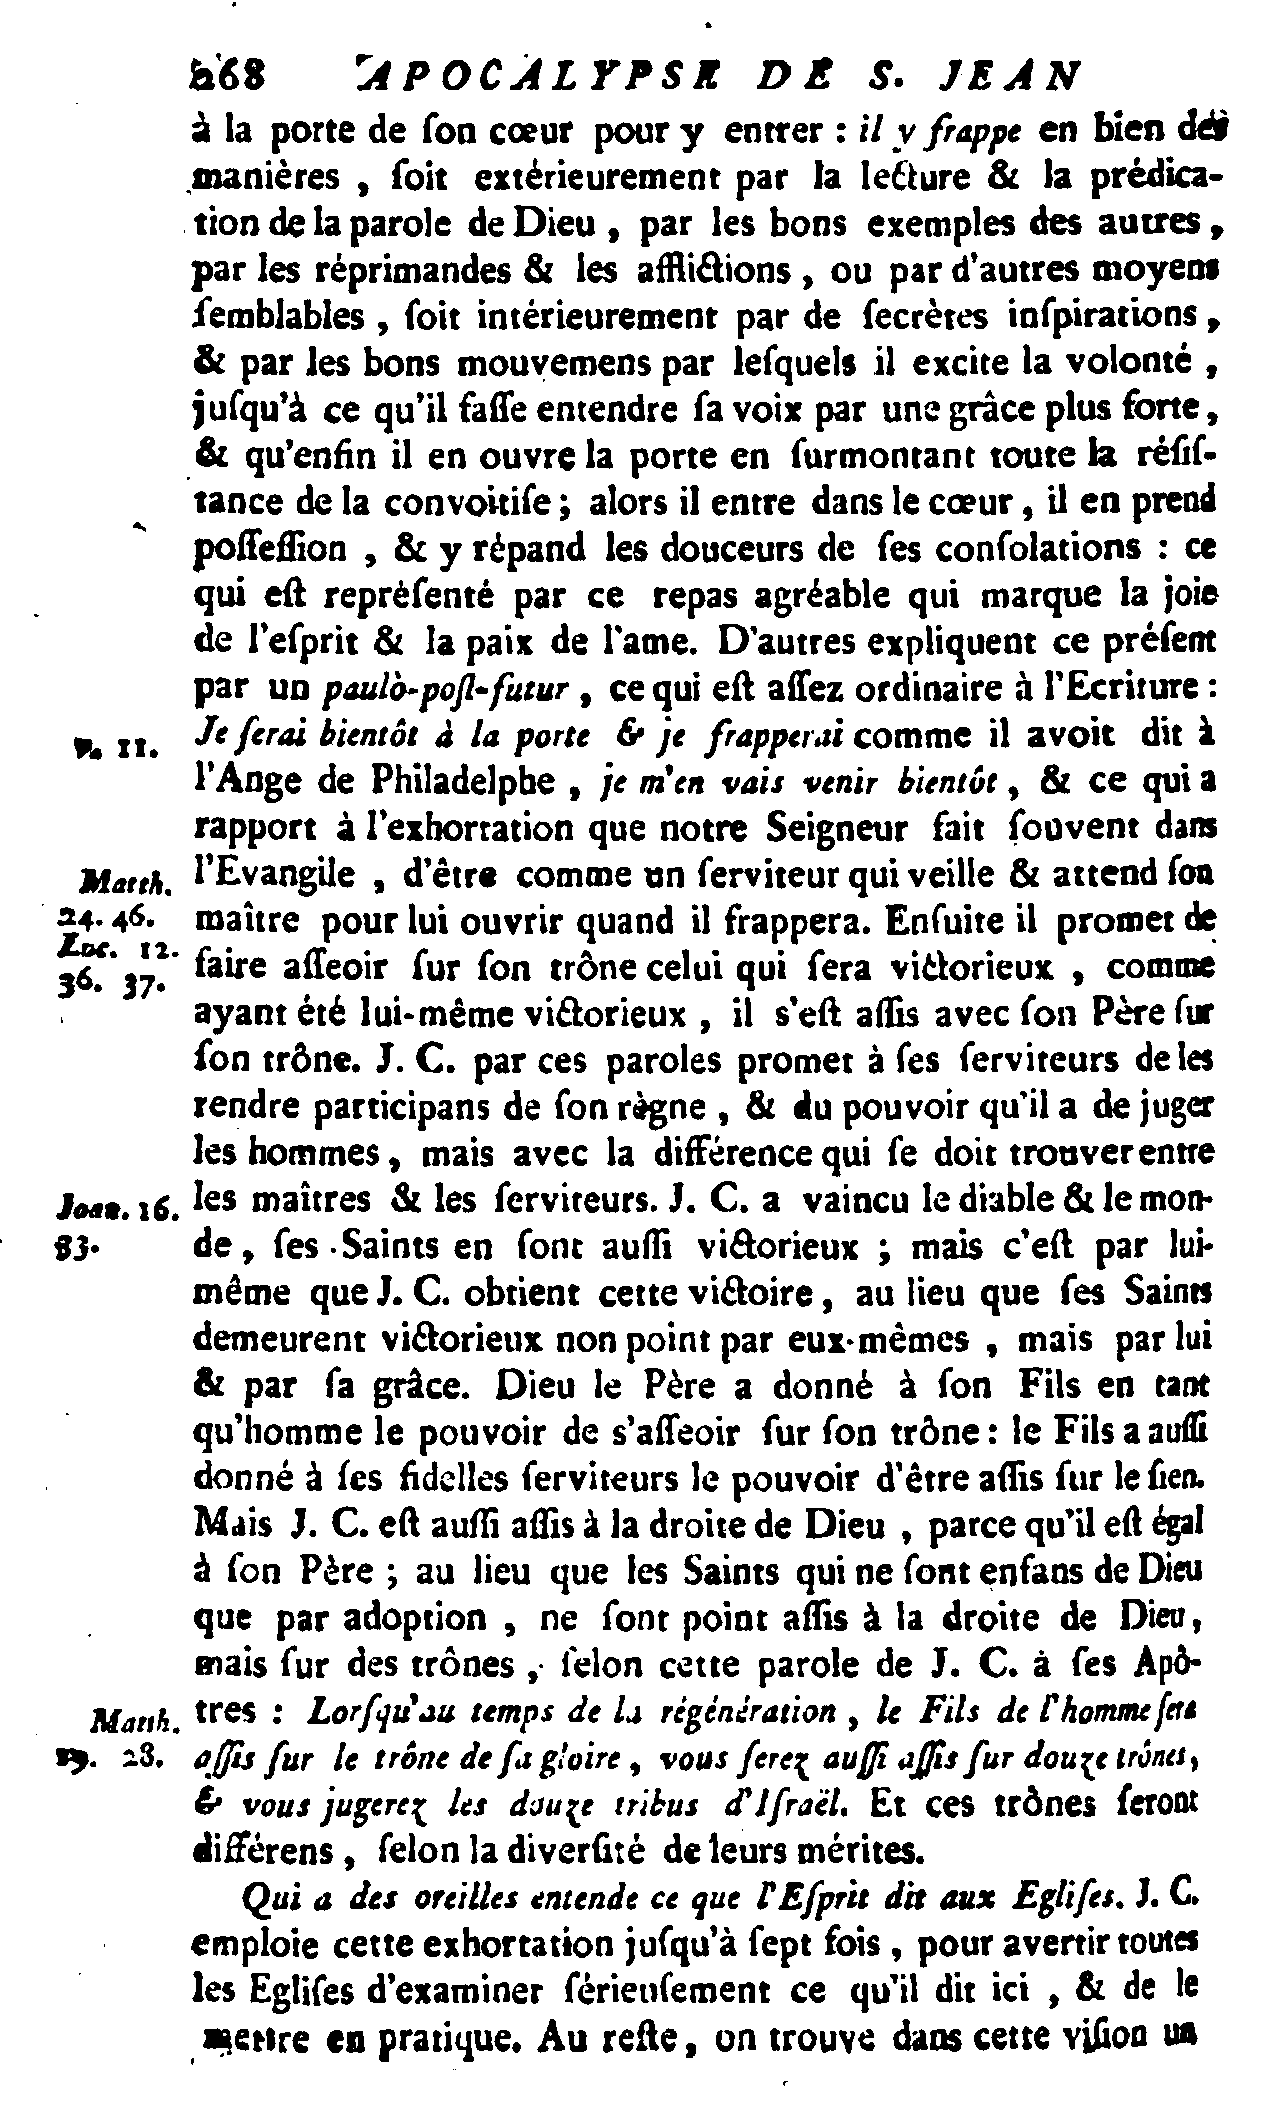 268 APOCALYPSE DE S. JEAN
à la porte de ſon cœur pour y entrer : il y frappe en bien des
manières , ſoit extérieurement par la lecture & la prédica-
tion de la parole de Dieu , par les bons exemples des autres ,
par les réprimandes & les afflictions , ou par d'autres moyens
ſemblables , ſoit intérieurement par de ſecrètes inſpirations ,
& par les bons mouvemens par leſquels il excite la volonté ,
juſqu'à ce qu'il faſſe entendre ſa voix par une grâce plus forte ,
& qu'enfin il en ouvre la porte en ſurmontant toute la réſiſ-
tance de la convoitiſe ; alors il entre dans le cœur , il en prend
poſſeſſion , & y répand les douceurs de ſes conſolations : ce
qui eſt repréſenté par ce repas agréable qui marque la joie
de l'eſprit & la paix de l'ame. D'autres expliquent ce préſent
par un paulò-poſt-futur , ce qui eſt aſſez ordinaire à l'Ecriture :
Je ſerai bientôt à la porte & je frapperai comme il avoit dit à
v. 11.
l'Ange de Philadelphe , je m'en vais venir bientôt , & ce qui a
rapport à l'exhortation que notre Seigneur fait ſouvent dans
l'Evangile , d'être comme un ſerviteur qui veille & attend ſon
Matth.
24. 46.
Luc. 12.
36. 37.
maître pour lui ouvrir quand il frappera. Enſuite il promet de
faire aſſeoir ſur ſon trône celui qui ſera victorieux , comme
ayant été lui-même victorieux , il s'eſt aſſis avec ſon Père ſur
ſon trône. J. C. par ces paroles promet à ſes ſerviteurs de les
rendre participans de ſon règne , & du pouvoir qu'il a de juger
les hommes , mais avec la différence qui ſe doit trouver entre
les maîtres & les ſerviteurs. J. C. a vaincu le diable & le mon-
Joan. 16.
33.
de , ſes Saints en ſont auſſi victorieux ; mais c'eſt par lui-
même que J. C. obtient cette victoire , au lieu que ſes Saints
demeurent victorieux non point par eux-mêmes , mais par lui
& par ſa grâce. Dieu le Père a donné à ſon Fils en tant
qu'homme le pouvoir de s'aſſeoir ſur ſon trône : le Fils a auſſi
donné à ſes fidelles ſerviteurs le pouvoir d'être aſſis ſur le ſien.
Mais J. C. eſt auſſi aſſis à la droite de Dieu , parce qu'il eſt égal
à ſon Père ; au lieu que les Saints qui ne ſont enfans de Dieu
que par adoption , ne ſont point aſſis à la droite de Dieu ,
mais ſur des trônes , ſelon cette parole de J. C. à ſes Apô-
tres : Lorſqu'au temps de la régénération , le Fils de l'homme ſera
Matth.
19. 28.
aſſis ſur le trône de ſa gloire , vous ſerez auſſi aſſis ſur douze trônes ,
& vous jugerez les douze tribus d'Iſraël. Et ces trônes ſeront
différens , ſelon la diverſité de leurs mérites.
Qui a des oreilles entende ce que l'Eſprit dit aux Egliſes. J. C.
emploie cette exhortation juſqu'à ſept fois , pour avertir toutes
les Egliſes d'examiner ſérieuſement ce qu'il dit ici , & de le
mettre en pratique. Au reſte , on trouve dans cette viſion un